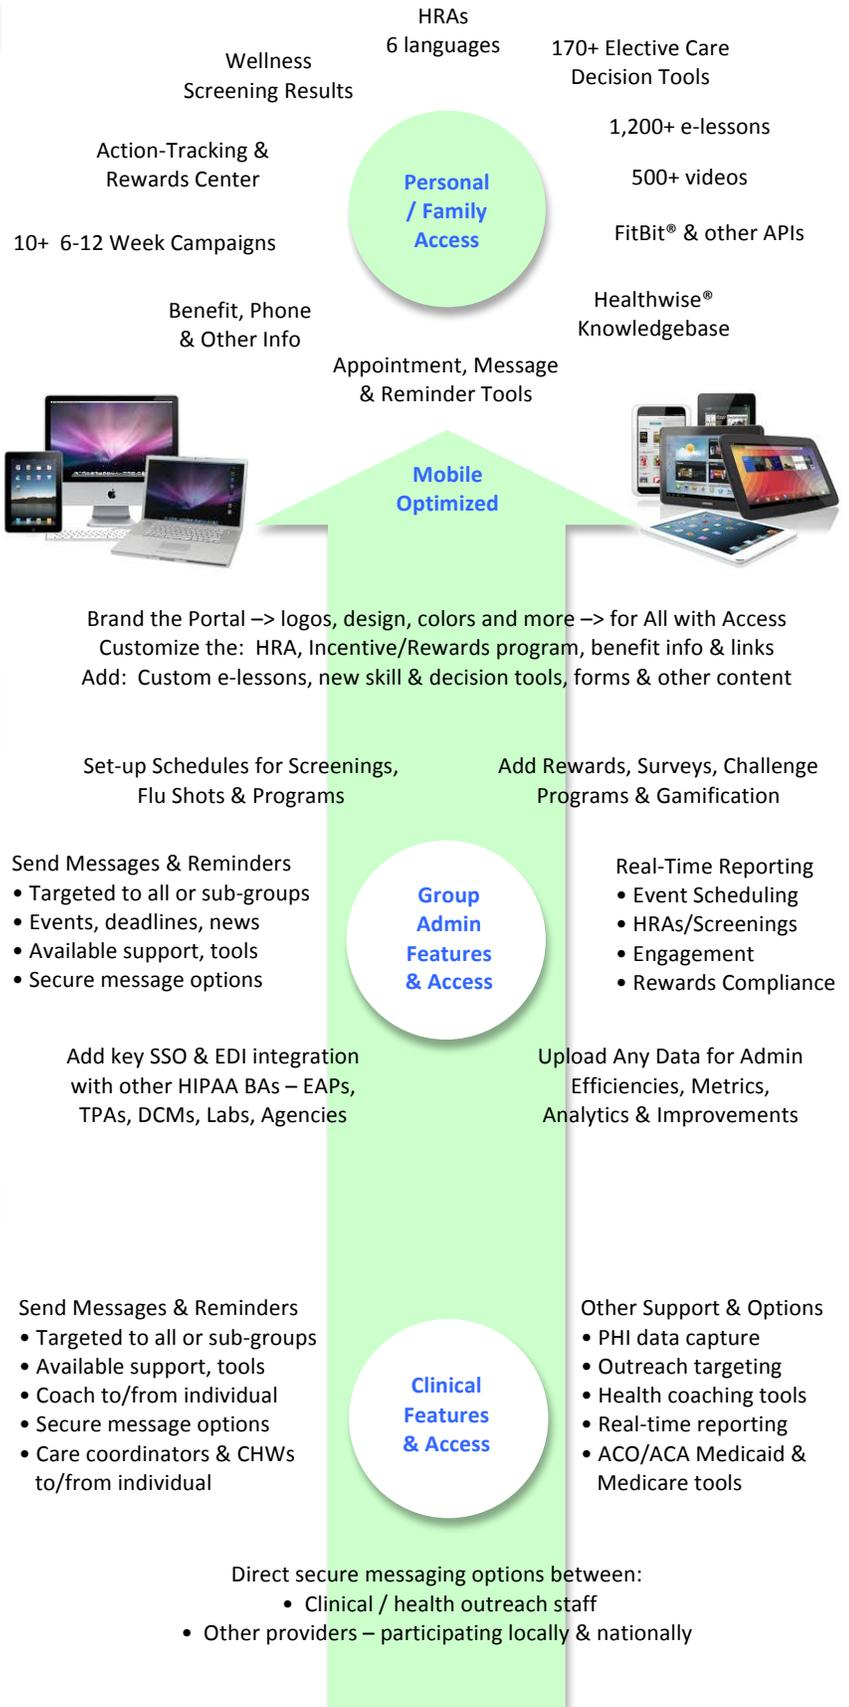 HRAs
6 languages
Wellness
Screening Results
170+ Elective Care
Decision Tools
1,200+ e-lessons
Action-Tracking &
Rewards Center
500+ videos
Personal
/ Family
Access
10+  6-12 Week Campaigns
FitBit® & other APIs
Benefit, Phone
& Other Info
Healthwise®
Knowledgebase
Appointment, Message
& Reminder Tools
Mobile
Optimized
Brand the Portal –> logos, design, colors and more –> for All with Access
Customize the:  HRA, Incentive/Rewards program, benefit info & links
Add:  Custom e-lessons, new skill & decision tools, forms & other content
Set-up Schedules for Screenings,
Flu Shots & Programs
Add Rewards, Surveys, Challenge
Programs & Gamification
Send Messages & Reminders
• Targeted to all or sub-groups
• Events, deadlines, news
• Available support, tools
• Secure message options
Group
Admin
Features
& Access
Real-Time Reporting
• Event Scheduling
• HRAs/Screenings
• Engagement
• Rewards Compliance
Add key SSO & EDI integration
with other HIPAA BAs – EAPs,
TPAs, DCMs, Labs, Agencies
Upload Any Data for Admin
Efficiencies, Metrics,
Analytics & Improvements
Send Messages & Reminders
• Targeted to all or sub-groups
• Available support, tools
• Coach to/from individual
• Secure message options
• Care coordinators & CHWs
to/from individual
Clinical
Features
& Access
Other Support & Options
• PHI data capture
• Outreach targeting
• Health coaching tools
• Real-time reporting
• ACO/ACA Medicaid &
Medicare tools
Direct secure messaging options between:
• Clinical / health outreach staff
• Other providers – participating locally & nationally